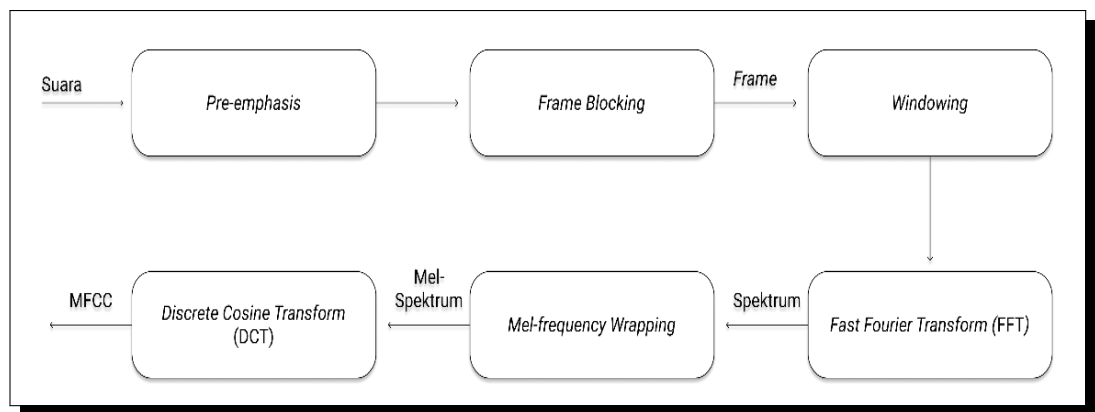 Suara
Pre-emphasis
Frame Blocking
Frame
Windowing
MFCC
Discrete Cosine Transform
(DCT)
Mel-
Spektrum
Mel-frequency Wrapping
Spektrum
Fast Fourier Transform (FFT)